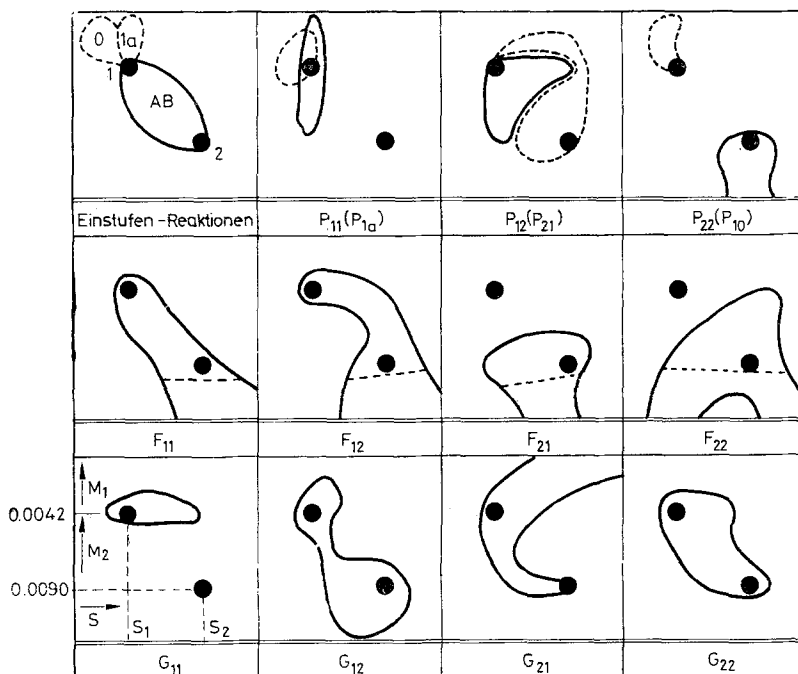 0 1a
1
AB
2
Einstufen-Reaktionen P11(P1a) P12(P21) P22(P10)
F11 F12 F21 F22
M1
0.0042
M2
0.0090
S
S1 S2
G11 G12 G21 G22